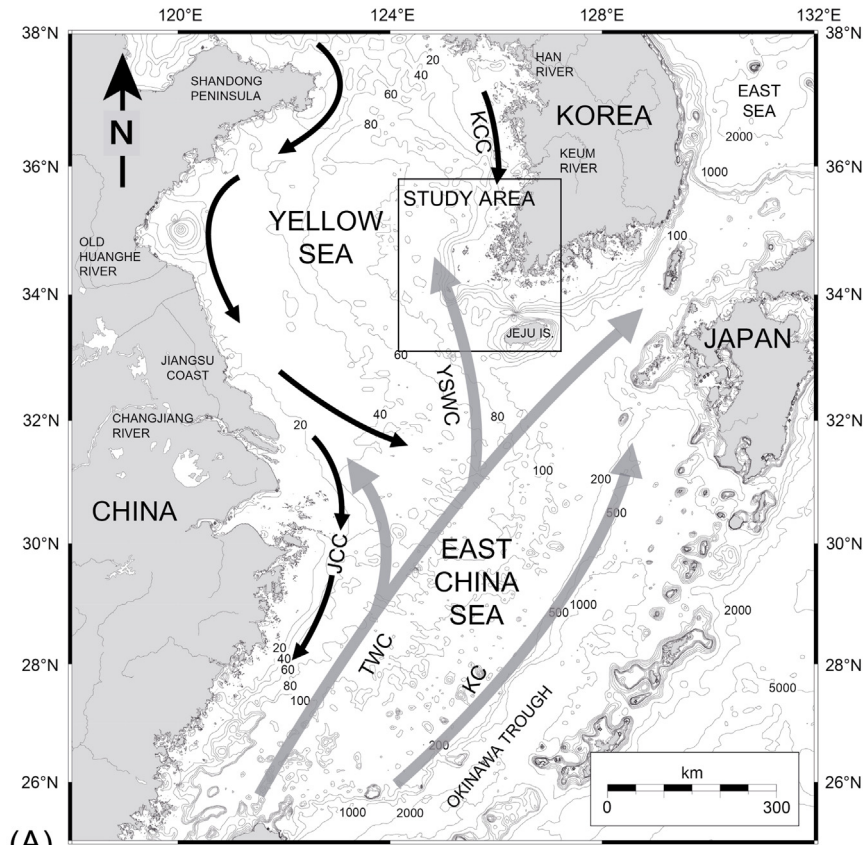 120°E 124°E 128°E 132°E
38°N 38°N
SHANDONG
PENINSULA
20
40
60
80
HAN
RIVER
KCC
KOREA
EAST
SEA
2000
1000
N
36°N 36°N
KEUM
RIVER
STUDY AREA
YELLOW
SEA
OLD
HUANGHE
RIVER
100
34°N 34°N
JEJU IS.
60
JAPAN
JIANGSU
COAST
YSWC
CHANGJIANG
RIVER
32°N 32°N
20
40
80
100
200
500
CHINA
30°N 30°N
JCC
EAST
CHINA
SEA
500
1000
2000
28°N 28°N
20
40
60
80
100
TWC
KC
5000
200
OKINAWA TROUGH
26°N 26°N
1000
2000
km
0 300
(A)